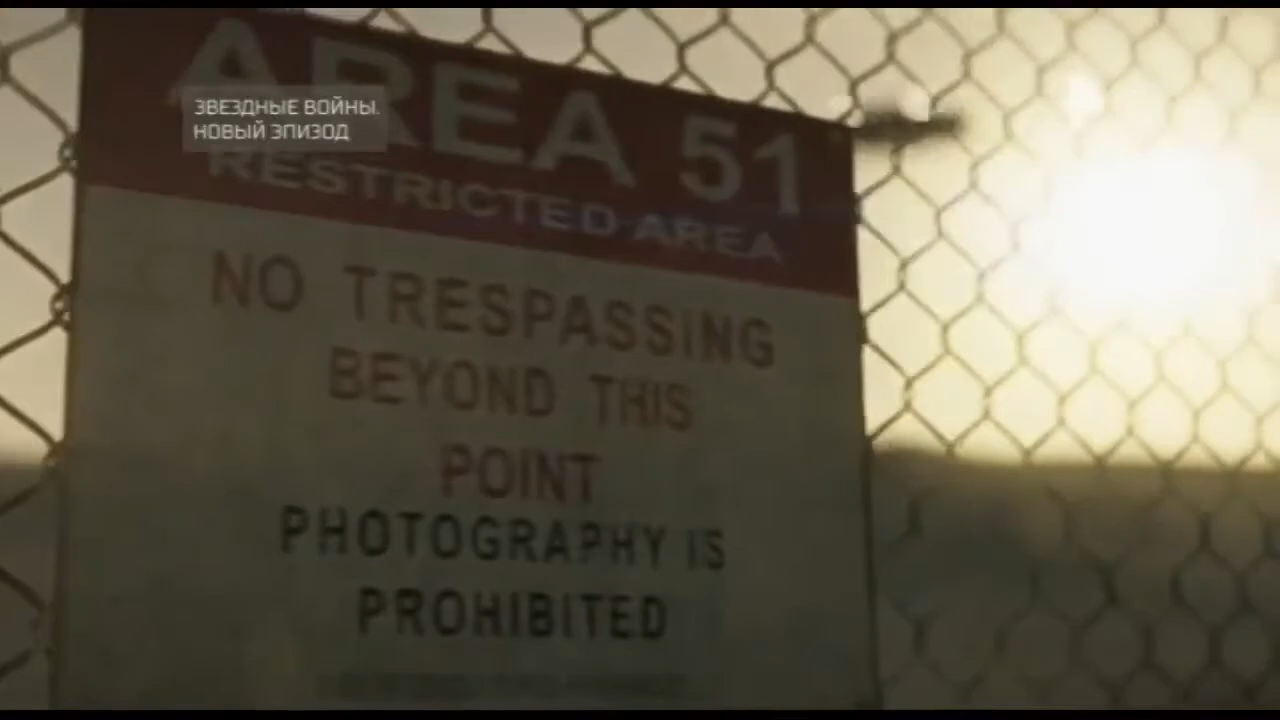 AREA 51
ЗВЕЗДНЫЕ ВОЙНЫ.
НОВЫЙ ЭПИЗОД
RESTRICTED AREA
NO TRESPASSING
BEYOND THIS
POINT
PHOTOGRAPHY IS
PROHIBITED